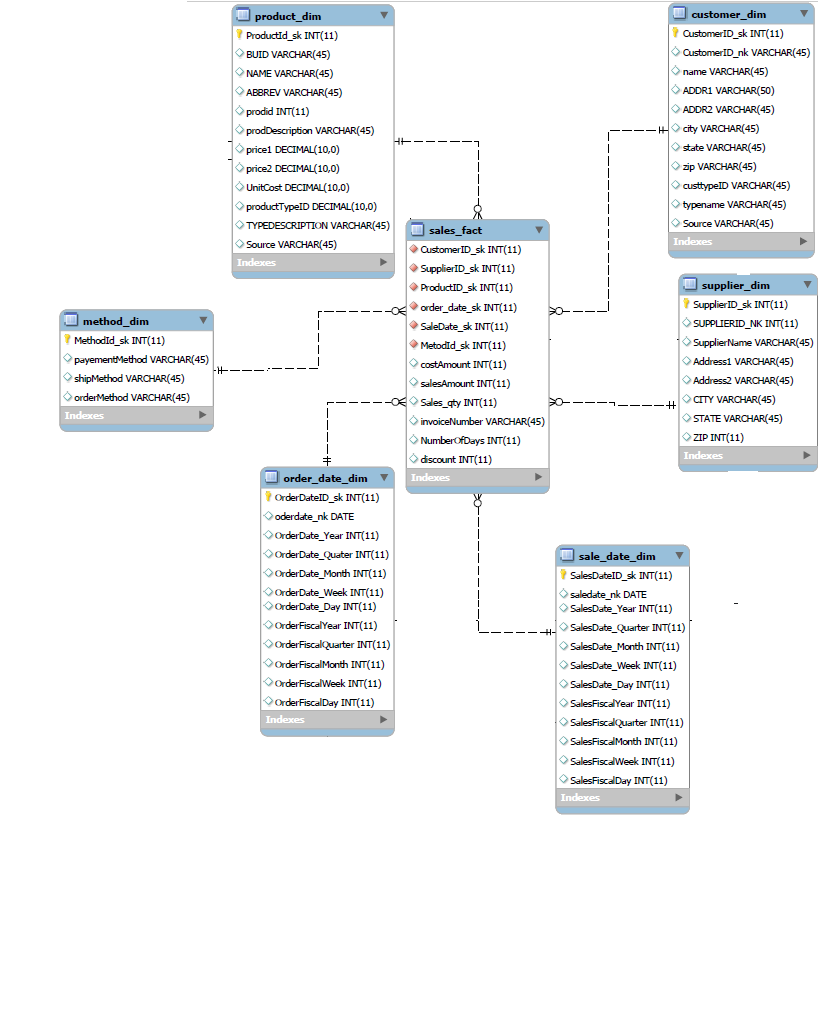 product_dim
ProductId_sk INT(11)
BUID VARCHAR(45)
NAME VARCHAR(45)
ABBREV VARCHAR(45)
prodid INT(11)
prodDescription VARCHAR(45)
price1 DECIMAL(10,0)
price2 DECIMAL(10,0)
UnitCost DECIMAL(10,0)
productTypeID DECIMAL(10,0)
TYPEDESCRIPTION VARCHAR(45)
Source VARCHAR(45)
Indexes
customer_dim
CustomerID_sk INT(11)
CustomerID_nk VARCHAR(45)
name VARCHAR(45)
ADDR1 VARCHAR(50)
ADDR2 VARCHAR(45)
city VARCHAR(45)
state VARCHAR(45)
zip VARCHAR(45)
custtypeID VARCHAR(45)
typename VARCHAR(45)
Source VARCHAR(45)
Indexes
sales_fact
CustomerID_sk INT(11)
SupplierID_sk INT(11)
ProductID_sk INT(11)
order_date_sk INT(11)
SaleDate_sk INT(11)
MetodId_sk INT(11)
costAmount INT(11)
salesAmount INT(11)
Sales_qty INT(11)
invoiceNumber VARCHAR(45)
NumberOfDays INT(11)
discount INT(11)
Indexes
supplier_dim
SupplierID_sk INT(11)
SUPPLIERID_NK INT(11)
SupplierName VARCHAR(45)
Address1 VARCHAR(45)
Address2 VARCHAR(45)
CITY VARCHAR(45)
STATE VARCHAR(45)
ZIP INT(11)
Indexes
method_dim
MethodId_sk INT(11)
payementMethod VARCHAR(45)
shipMethod VARCHAR(45)
orderMethod VARCHAR(45)
Indexes
order_date_dim
OrderDateID_sk INT(11)
oderdate_nk DATE
OrderDate_Year INT(11)
OrderDate_Quater INT(11)
OrderDate_Month INT(11)
OrderDate_Week INT(11)
OrderDate_Day INT(11)
OrderFiscalYear INT(11)
OrderFiscalQuarter INT(11)
OrderFiscalMonth INT(11)
OrderFiscalWeek INT(11)
OrderFiscalDay INT(11)
Indexes
sale_date_dim
SalesDateID_sk INT(11)
saledate_nk DATE
SalesDate_Year INT(11)
SalesDate_Quarter INT(11)
SalesDate_Month INT(11)
SalesDate_Week INT(11)
SalesDate_Day INT(11)
SalesFiscalYear INT(11)
SalesFiscalQuarter INT(11)
SalesFiscalMonth INT(11)
SalesFiscalWeek INT(11)
SalesFiscalDay INT(11)
Indexes